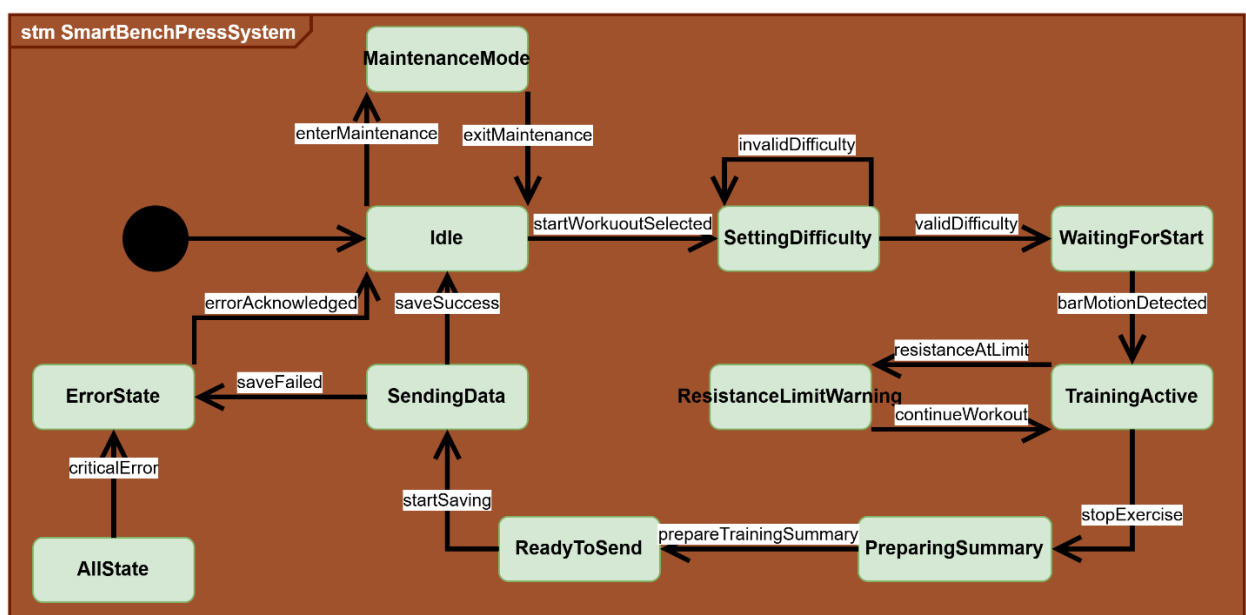 stm SmartBenchPressSystem
MaintenanceMode
enterMaintenance
exitMaintenance
invalidDifficulty
Idle
startWorkuoutSelected
SettingDifficulty
validDifficulty
WaitingForStart
errorAcknowledged
saveSuccess
barMotionDetected
resistanceAtLimit
ErrorState
saveFailed
SendingData
ResistanceLimitWarning
TrainingActive
continueWorkout
criticalError
startSaving
stopExercise
prepareTrainingSummary
ReadyToSend
PreparingSummary
AllState